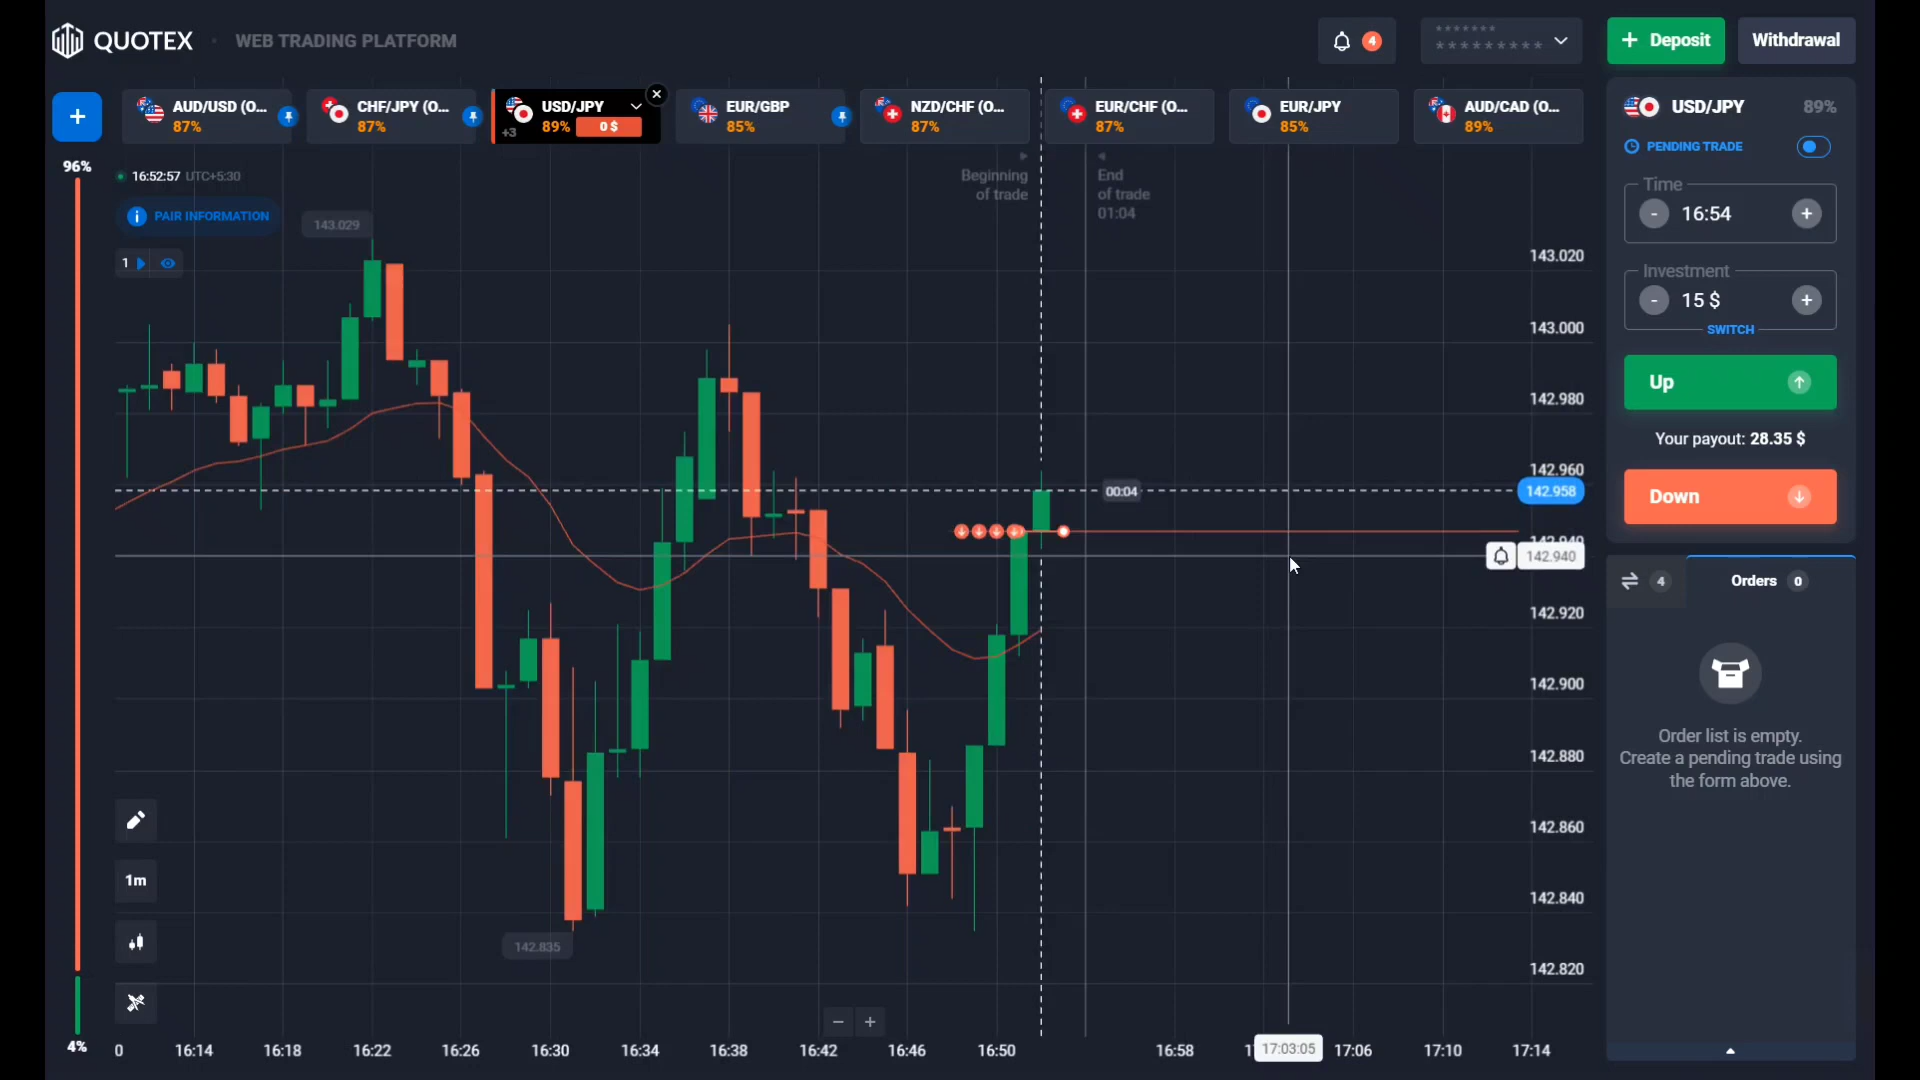 QUOTEX · WEB TRADING PLATFORM
4
******* 
*********
+ Deposit
Withdrawal
+
AUD/USD (O...
87%
CHF/JPY (O...
87%
USD/JPY
+3 89% 0 $
EUR/GBP
85%
NZD/CHF (O...
87%
EUR/CHF (O...
87%
EUR/JPY
85%
AUD/CAD (O...
89%
96%
16:52:57 UTC+5:30
PAIR INFORMATION
143.029
1
Beginning
of trade
End
of trade
01:04
143.020
143.000
142.980
142.960
142.958
00:04
142.940
142.940
142.920
142.900
142.880
142.860
142.840
142.820
142.835
1m
4%
− +
0 16:14 16:18 16:22 16:26 16:30 16:34 16:38 16:42 16:46 16:50 16:58 17:03:05 17:06 17:10 17:14
USD/JPY 89%
PENDING TRADE
Time
- 16:54 +
Investment
- 15 $ +
SWITCH
Up
Your payout: 28.35 $
Down
4
Orders 0
Order list is empty.
Create a pending trade using
the form above.